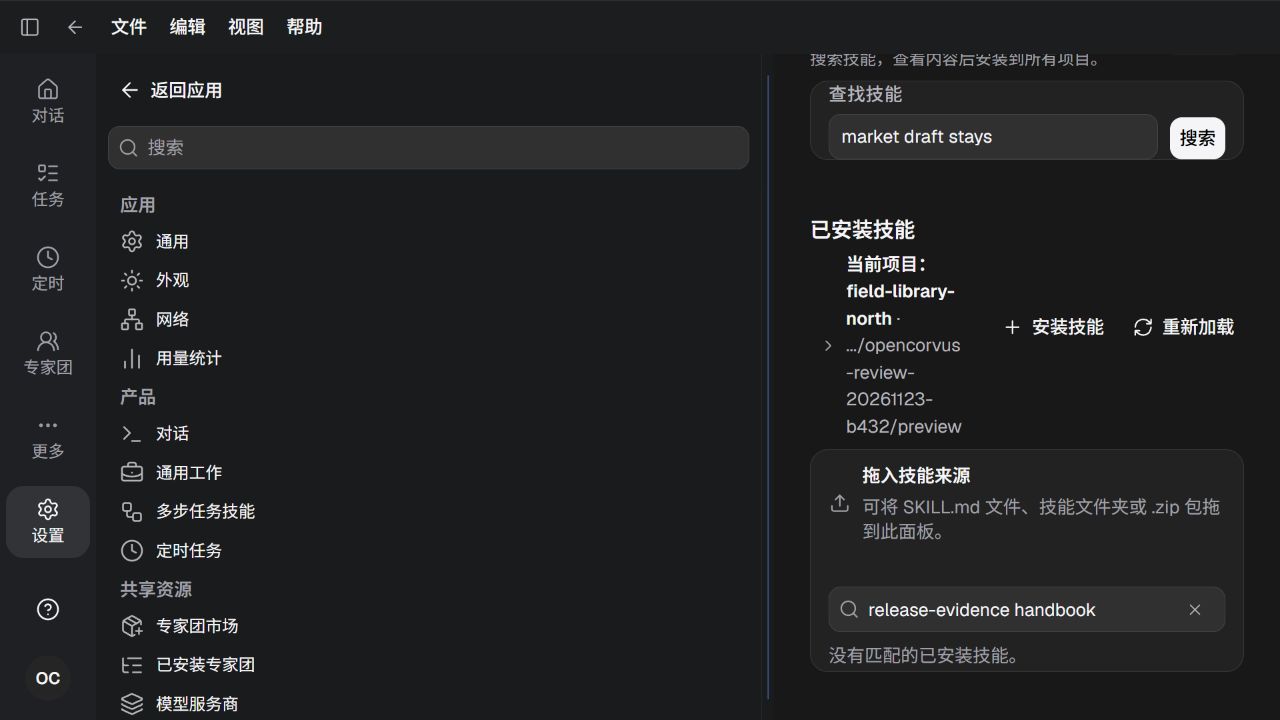 文件 编辑 视图 帮助
对话
任务
定时
专家团
更多
设置
OC
返回应用
搜索
应用
通用
外观
网络
用量统计
产品
对话
通用工作
多步任务技能
定时任务
共享资源
专家团市场
已安装专家团
模型服务商
搜索技能，查看内容后安装到所有项目。
查找技能
market draft stays
搜索
已安装技能
当前项目：
field-library-
north ·
.../opencorvus
-review-
20261123-
b432/preview
安装技能
重新加载
拖入技能来源
可将 SKILL.md 文件、技能文件夹或 .zip 包拖
到此面板。
release-evidence handbook
没有匹配的已安装技能。